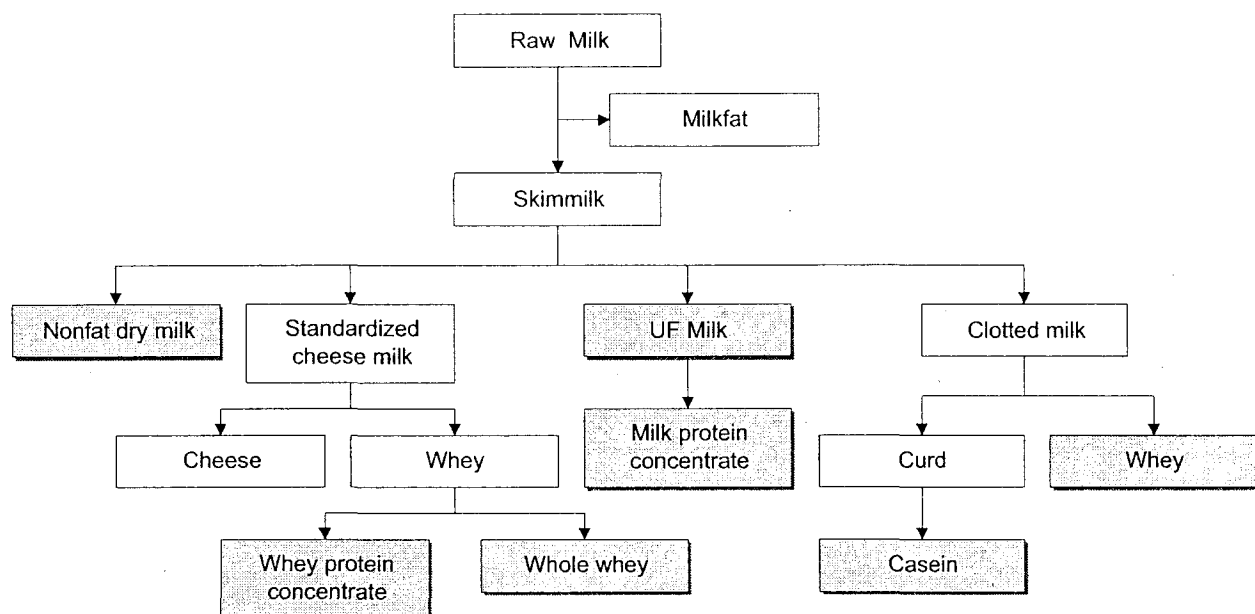 Raw Milk
Milkfat
Skimmilk
Nonfat dry milk
Standardized
cheese milk
UF Milk
Clotted milk
Cheese
Whey
Milk protein
concentrate
Curd
Whey
Whey protein
concentrate
Whole whey
Casein